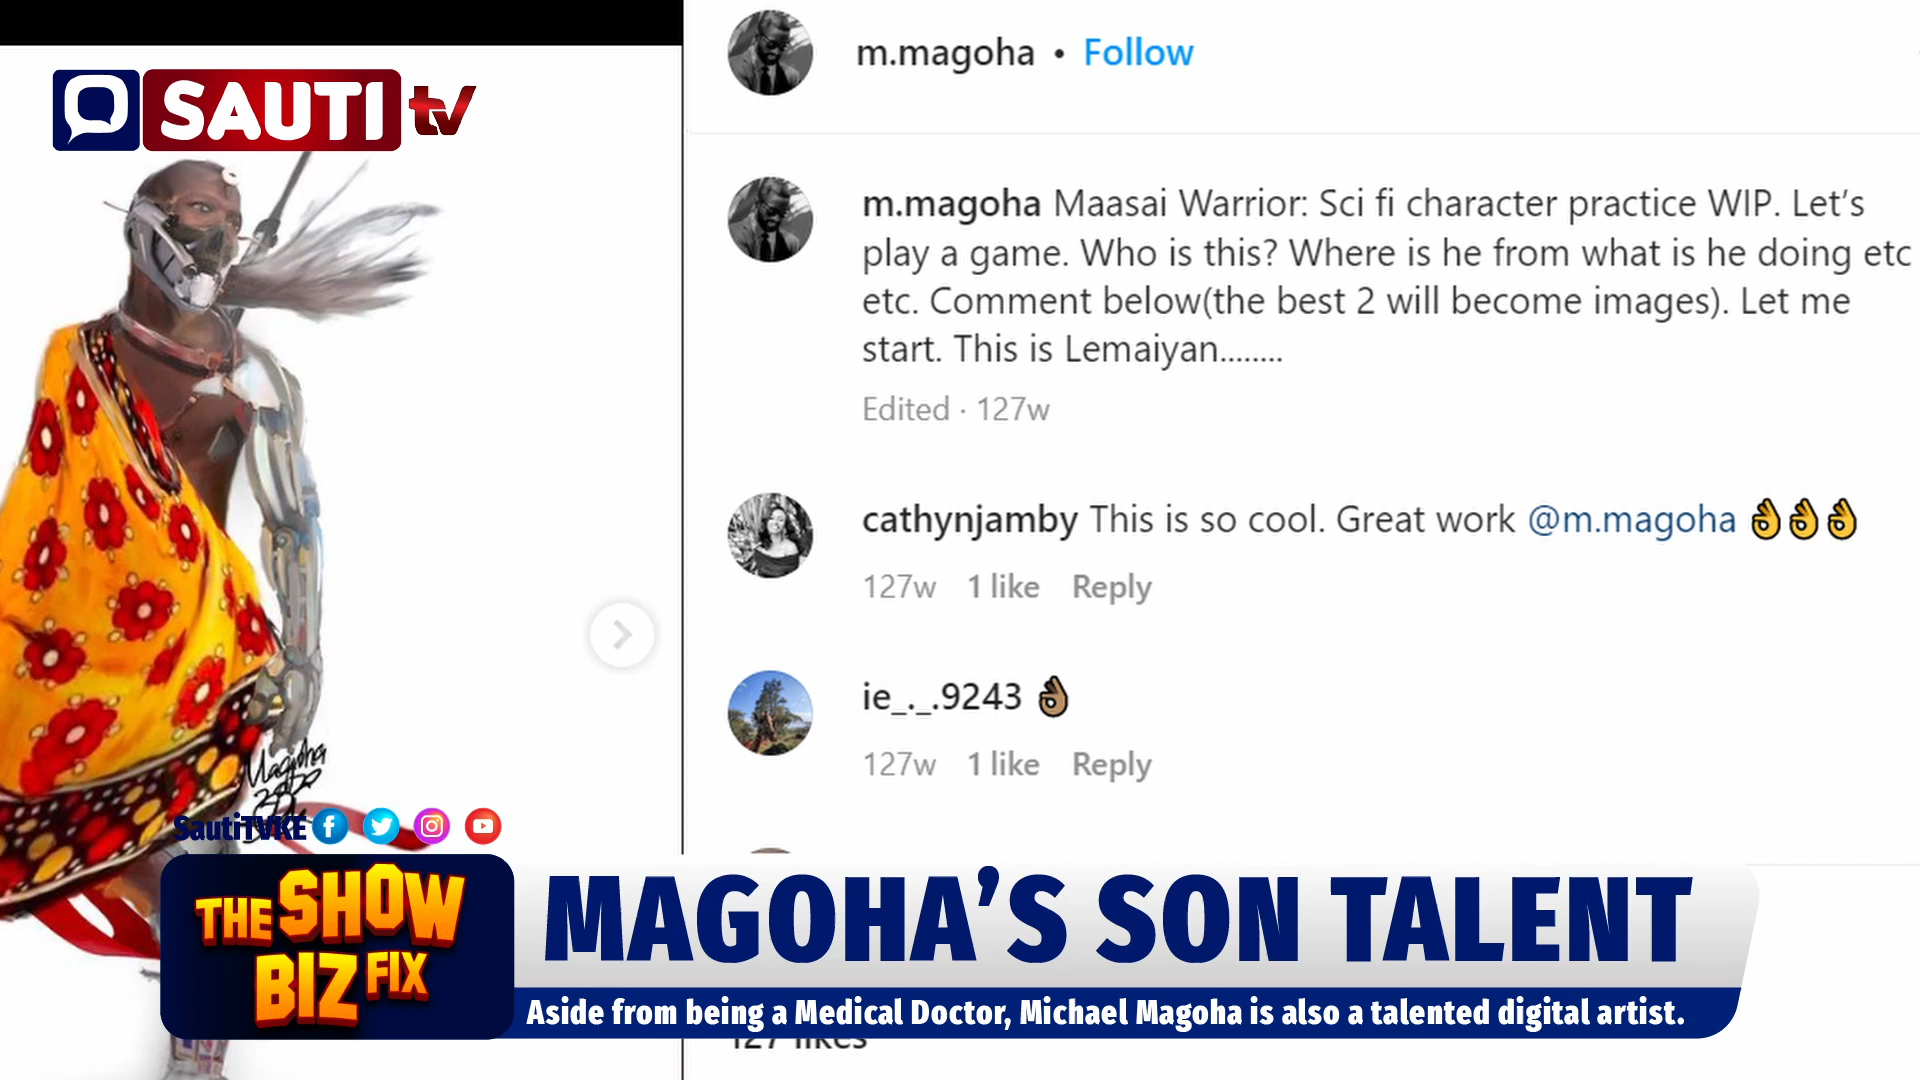 SAUTI tv
m.magoha • Follow
m.magoha Maasai Warrior: Sci fi character practice WIP. Let’s
play a game. Who is this? Where is he from what is he doing etc
etc. Comment below(the best 2 will become images). Let me
start. This is Lemaiyan........
Edited · 127w
cathynjamby This is so cool. Great work @m.magoha 👌👌👌
127w 1 like Reply
ie_._.9243 👌🏾
127w 1 like Reply
Magoha
SautiTVKE
THE SHOW
BIZ FIX
MAGOHA’S SON TALENT
Aside from being a Medical Doctor, Michael Magoha is also a talented digital artist.
127 likes